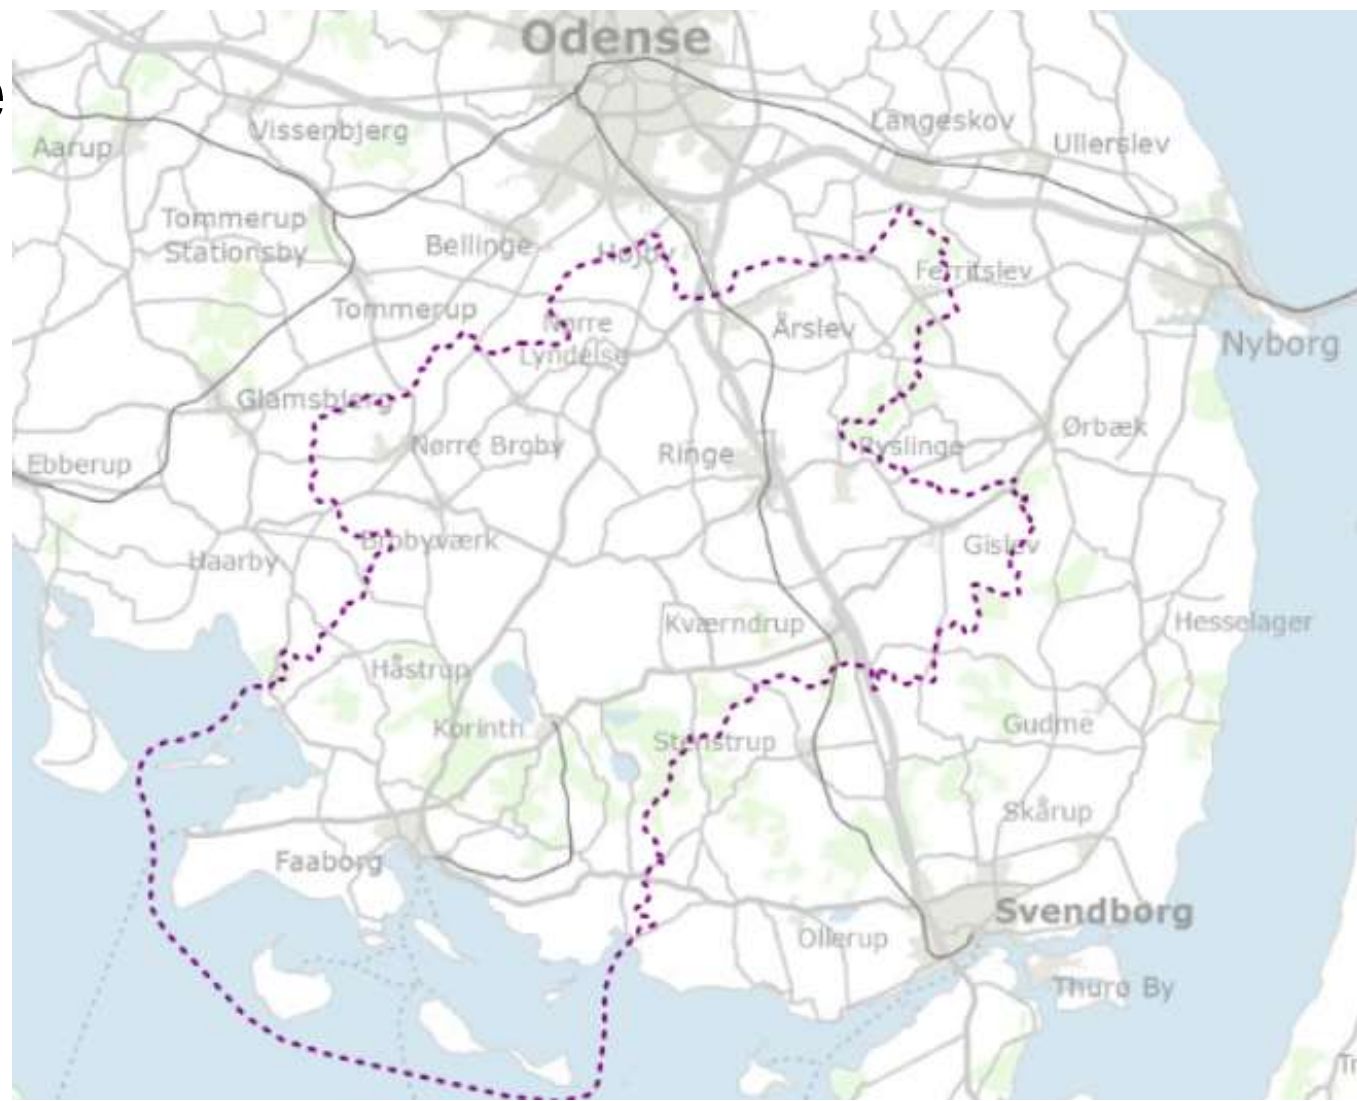 Odense
e
Langeskov
Vissenbjerg
Ullerslev
Aarup
Tommerup
Stationsby
Bellinge
Højby
Ferritslev
Tommerup
Nørre
Lyndelse
Årslev
Nyborg
Glamsbjerg
Nørre Broby
Ringe
Ryslinge
Ørbæk
Ebberup
Brobyværk
Gislev
Haarby
Kværndrup
Hesselager
Håstrup
Korinth
Stenstrup
Gudme
Skårup
Faaborg
Svendborg
Ollerup
Thurø By
Tr